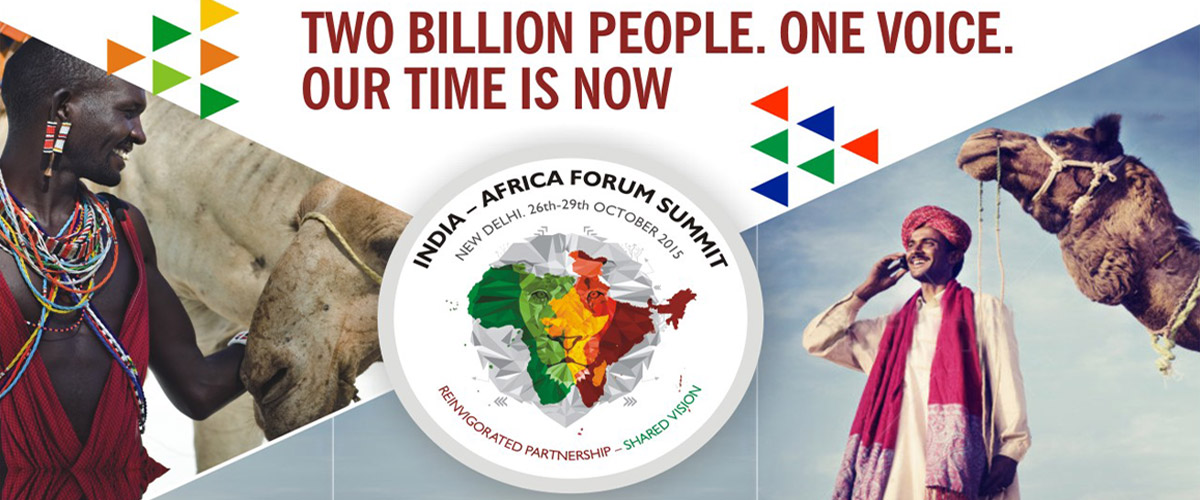 TWO BILLION PEOPLE. ONE VOICE.
OUR TIME IS NOW
INDIA – AFRICA FORUM SUMMIT
NEW DELHI. 26th-29th OCTOBER 2015
REINVIGORATED PARTNERSHIP – SHARED VISION